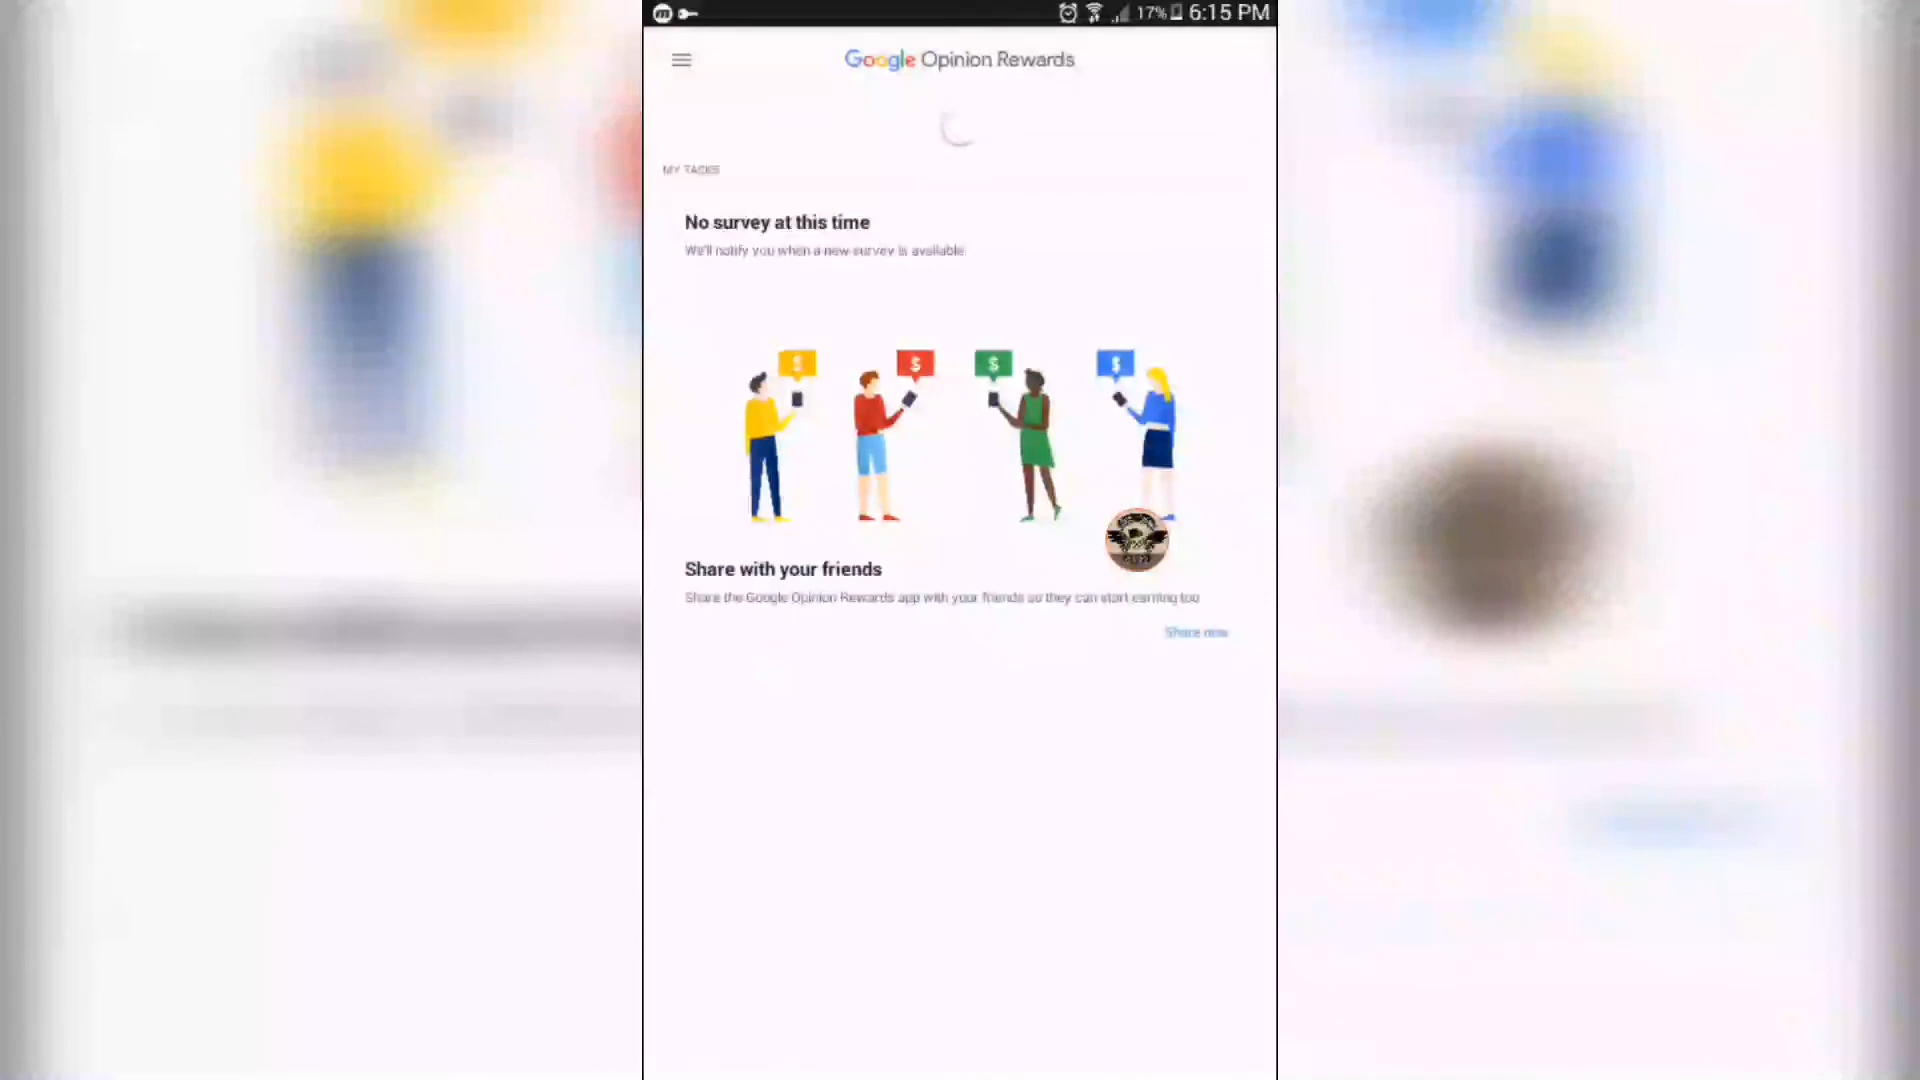 17% 6:15 PM
Google Opinion Rewards
MY TASKS
No survey at this time
We'll notify you when a new survey is available
$ $ $ $
Share with your friends
Share the Google Opinion Rewards app with your friends so they can start earning too
Share now